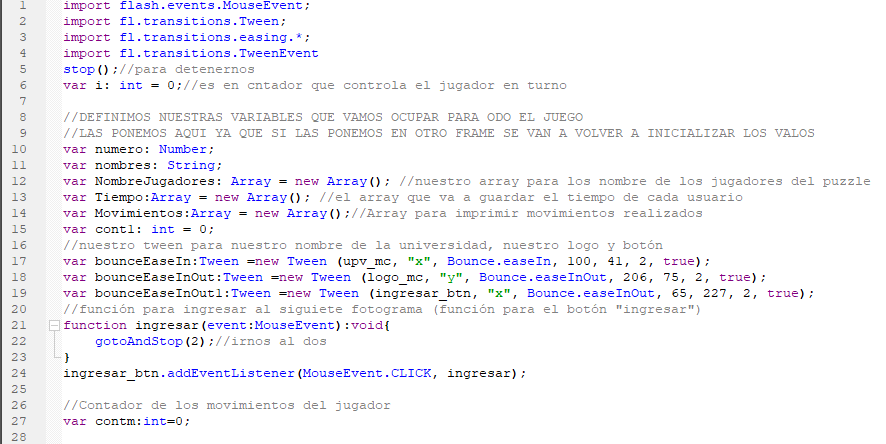 1 import flash.events.MouseEvent;
2 import fl.transitions.Tween;
3 import fl.transitions.easing.*;
4 import fl.transitions.TweenEvent
5 stop();//para detenernos
6 var i: int = 0;//es en cntador que controla el jugador en turno
7
8 //DEFINIMOS NUESTRAS VARIABLES QUE VAMOS OCUPAR PARA ODO EL JUEGO
9 //LAS PONEMOS AQUI YA QUE SI LAS PONEMOS EN OTRO FRAME SE VAN A VOLVER A INICIALIZAR LOS VALOS
10 var numero: Number;
11 var nombres: String;
12 var NombreJugadores: Array = new Array(); //nuestro array para los nombre de los jugadores del puzzle
13 var Tiempo:Array = new Array(); //el array que va a guardar el tiempo de cada usuario
14 var Movimientos:Array = new Array();//Array para imprimir movimientos realizados
15 var cont1: int = 0;
16 //nuestro tween para nuestro nombre de la universidad, nuestro logo y botón
17 var bounceEaseIn:Tween =new Tween (upv_mc, "x", Bounce.easeIn, 100, 41, 2, true);
18 var bounceEaseInOut:Tween =new Tween (logo_mc, "y", Bounce.easeInOut, 206, 75, 2, true);
19 var bounceEaseInOut1:Tween =new Tween (ingresar_btn, "x", Bounce.easeInOut, 65, 227, 2, true);
20 //función para ingresar al siguiete fotograma (función para el botón "ingresar")
21 function ingresar(event:MouseEvent):void{
22 gotoAndStop(2);//irnos al dos
23 }
24 ingresar_btn.addEventListener(MouseEvent.CLICK, ingresar);
25
26 //Contador de los movimientos del jugador
27 var contm:int=0;
28